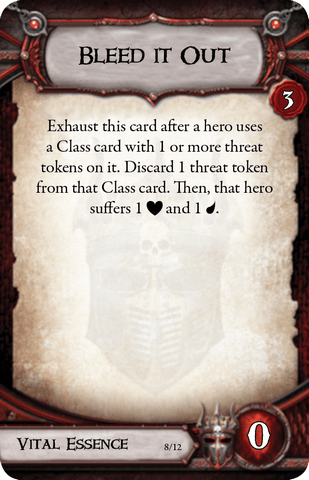 Bleed it Out
3
Exhaust this card after a hero uses
a Class card with 1 or more threat
tokens on it. Discard 1 threat token
from that Class card. Then, that hero
suffers 1 and 1 .
Vital Essence
8/12
0